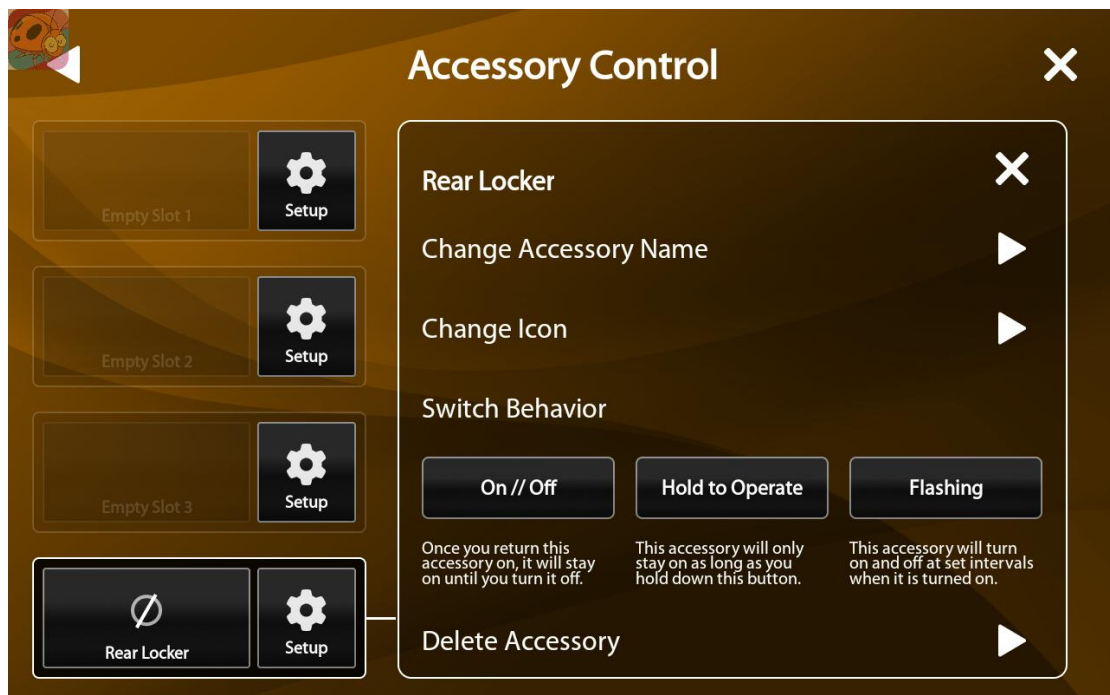 Accessory Control
Empty Slot 1
Setup
Empty Slot 2
Setup
Empty Slot 3
Setup
Rear Locker
Setup
Rear Locker
Change Accessory Name
Change Icon
Switch Behavior
On // Off
Hold to Operate
Flashing
Once you return this
accessory on, it will stay
on until you turn it off.
This accessory will only
stay on as long as you
hold down this button.
This accessory will turn
on and off at set intervals
when it is turned on.
Delete Accessory